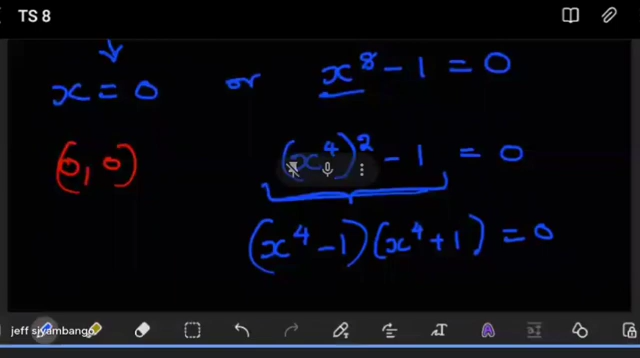 TS 8
x = 0 or x⁸ - 1 = 0
(0, 0) (x⁴)² - 1 = 0
(x⁴ - 1)(x⁴ + 1) = 0
jeff siyambango